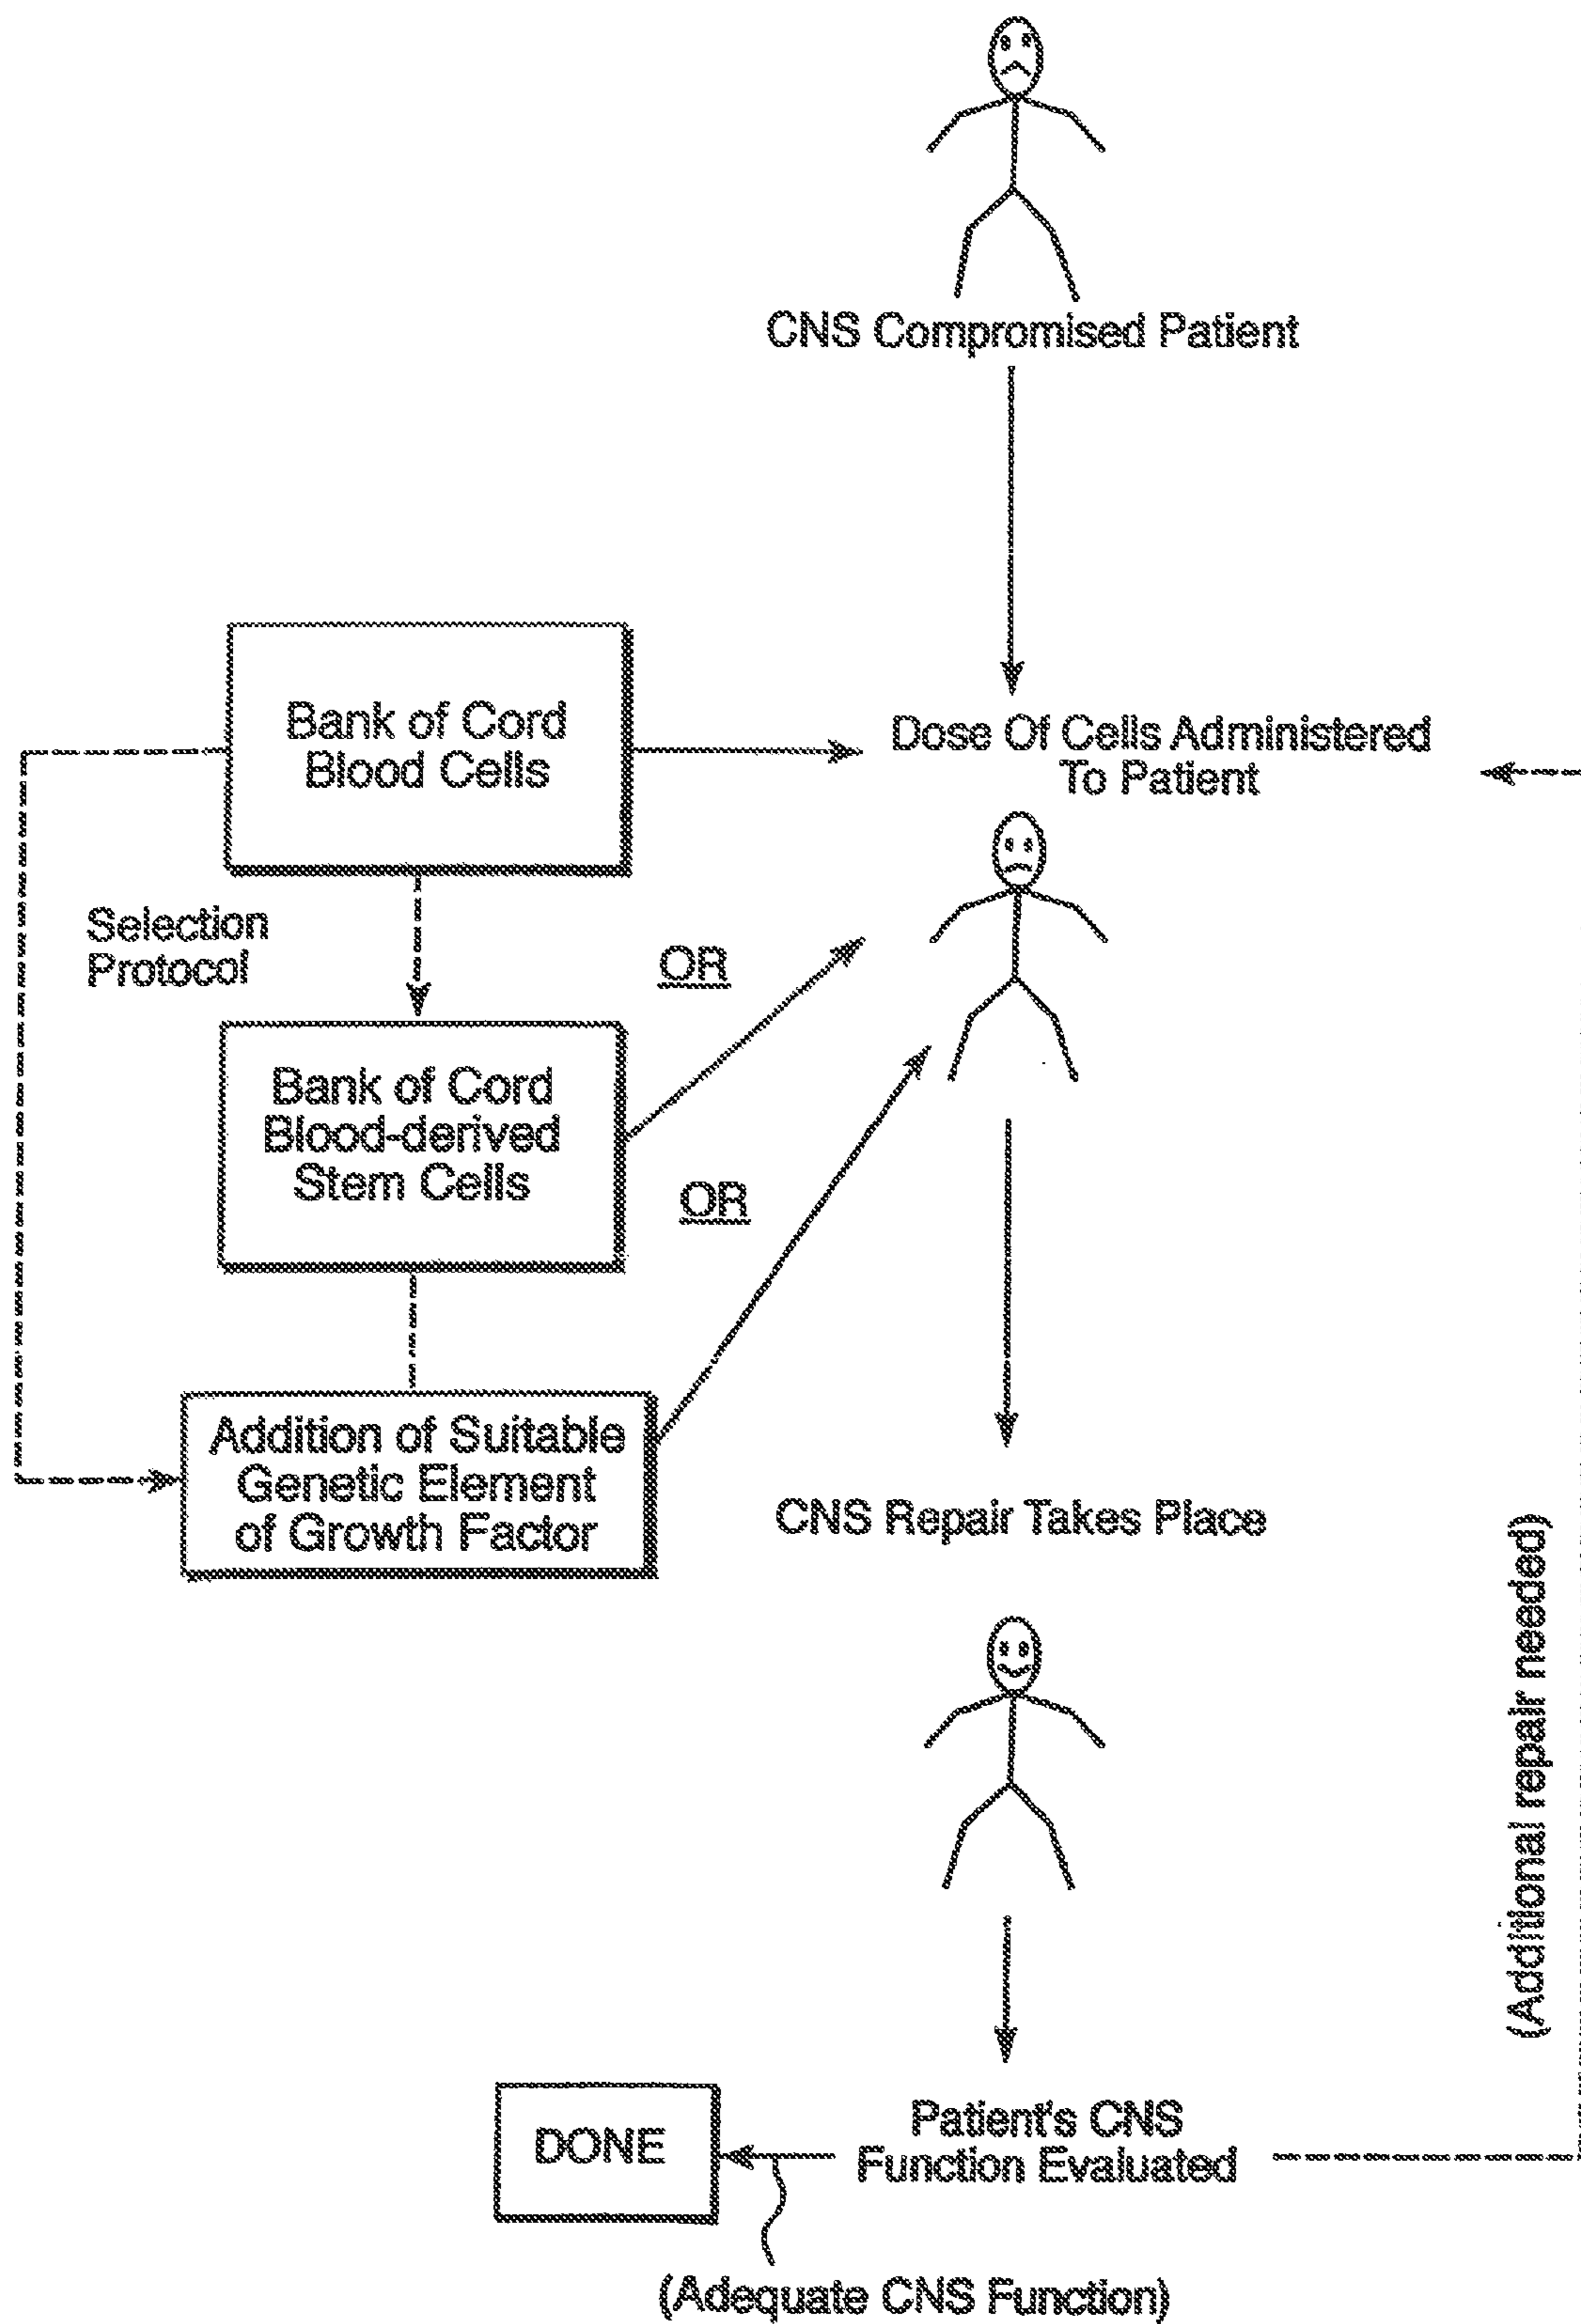 CNS Compromised Patient
Bank of Cord
Blood Cells
Dose Of Cells Administered
To Patient
Selection
Protocol
OR
Bank of Cord
Blood-derived
Stem Cells
OR
Addition of Suitable
Genetic Element
of Growth Factor
CNS Repair Takes Place
(Additional repair needed)
DONE
Patient's CNS
Function Evaluated
(Adequate CNS Function)